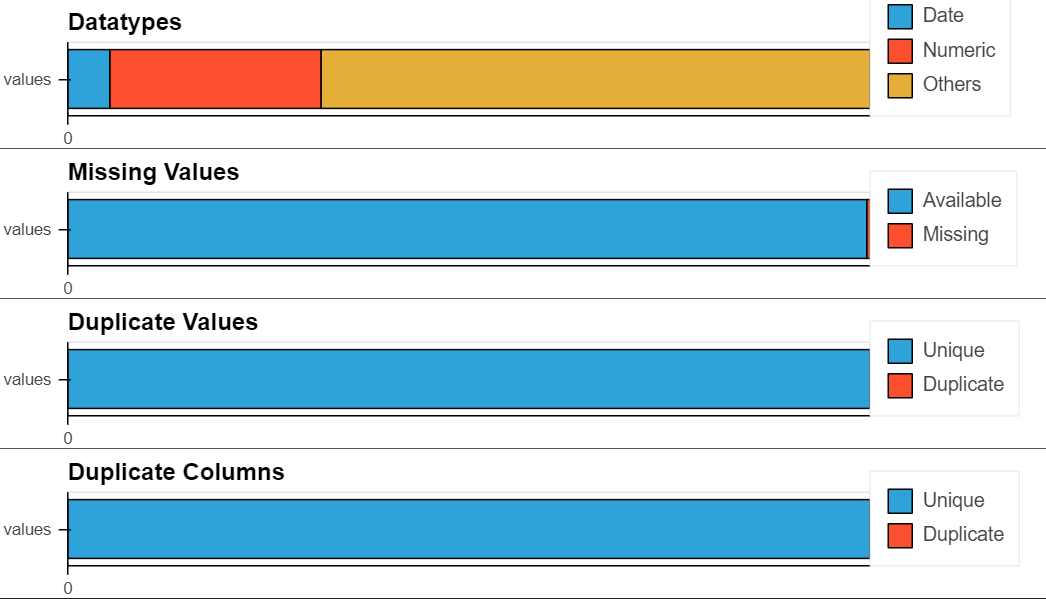 Datatypes
values
0
Date
Numeric
Others
Missing Values
values
0
Available
Missing
Duplicate Values
values
0
Unique
Duplicate
Duplicate Columns
values
0
Unique
Duplicate